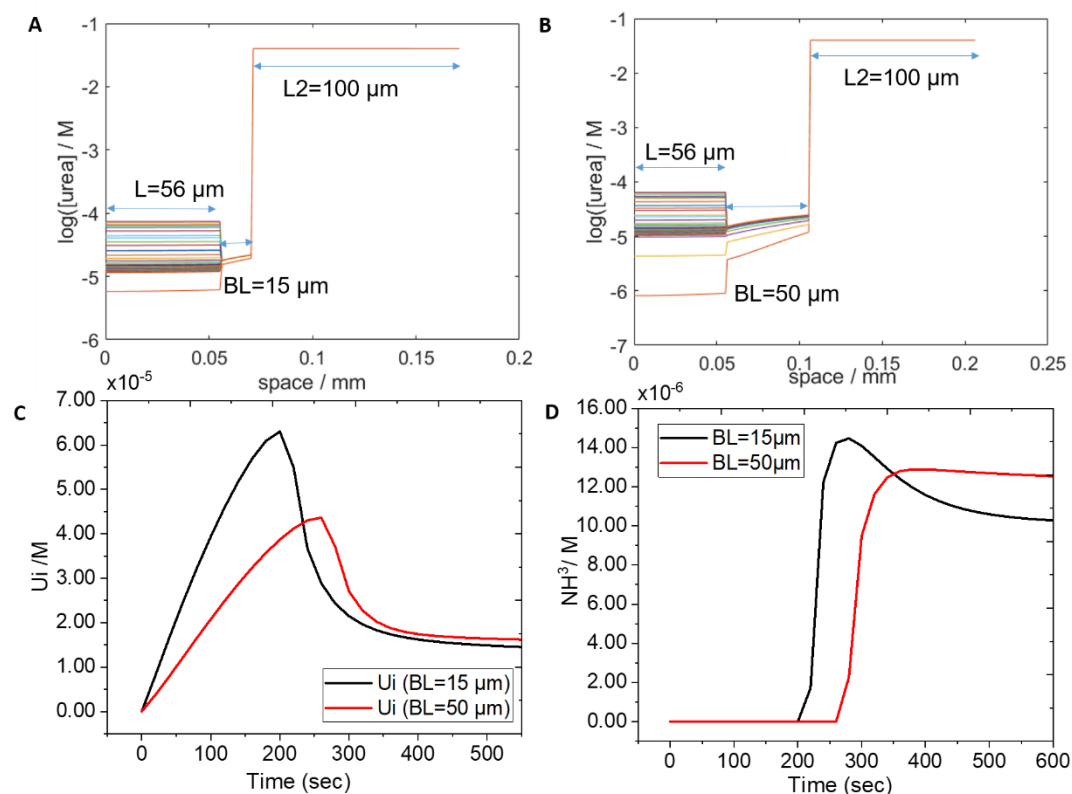 A
-1
-2
-3
-4
-5
-6
log([urea] / M
L2=100 µm
L=56 µm
BL=15 µm
0
0.05
0.1
0.15
0.2
space / mm
B
-1
-2
-3
-4
-5
-6
-7
log([urea] / M
L2=100 µm
L=56 µm
BL=50 µm
0
0.05
0.1
0.15
0.20
0.25
space / mm
C
x10⁻⁵
7.00
6.00
5.00
4.00
3.00
2.00
1.00
0.00
Ui /M
Ui (BL=15 µm)
Ui (BL=50 µm)
0
100
200
300
400
500
Time (sec)
D
x10⁻⁶
16.00
14.00
12.00
10.00
8.00
6.00
4.00
2.00
0.00
NH³/ M
BL=15µm
BL=50µm
0
100
200
300
400
500
600
Time (sec)